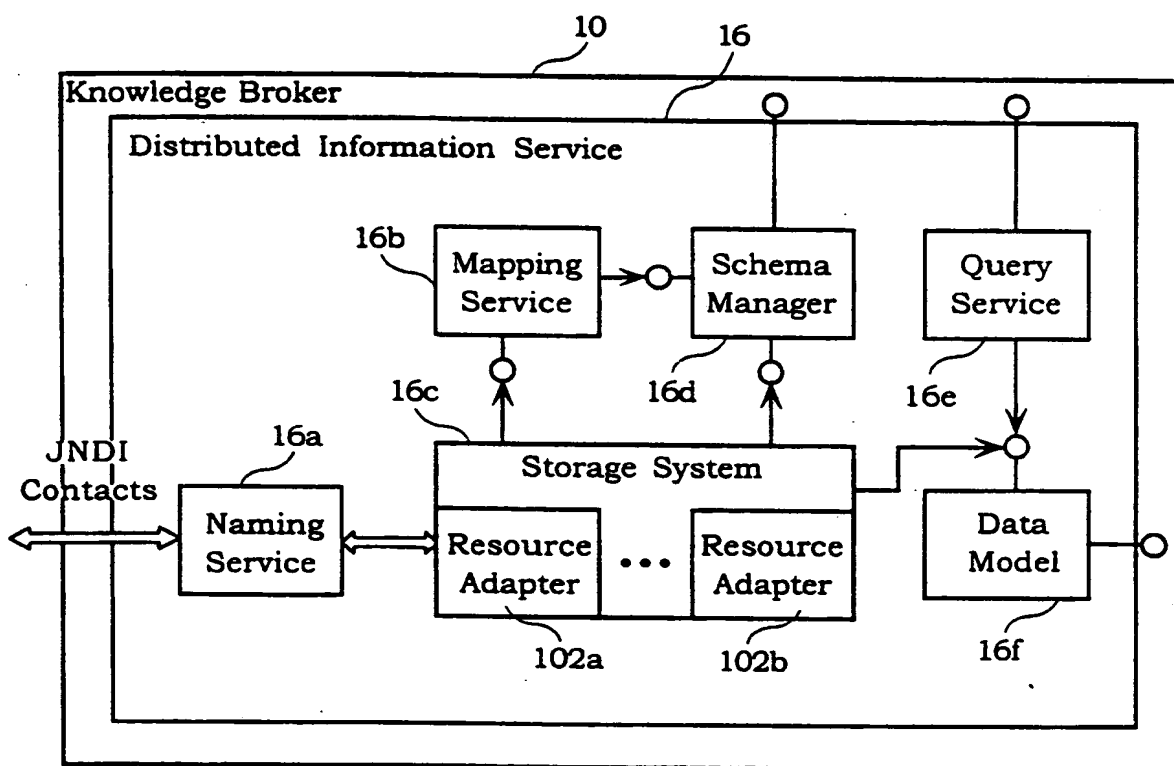 10
16
Knowledge Broker
Distributed Information Service
16b
Mapping
Service
Schema
Manager
Query
Service
16c
16d
16e
JNDI
Contacts
16a
Storage System
Naming
Service
Resource
Adapter
Resource
Adapter
Data
Model
102a
102b
16f